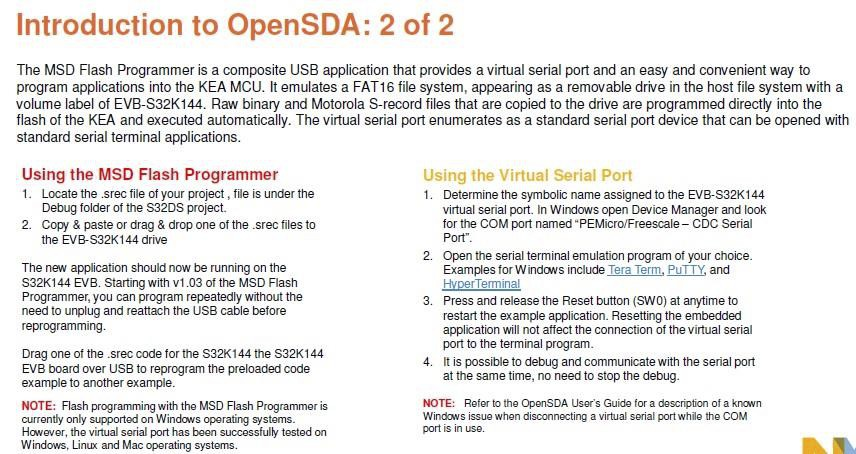 Introduction to OpenSDA: 2 of 2
The MSD Flash Programmer is a composite USB application that provides a virtual serial port and an easy and convenient way to
program applications into the KEA MCU. It emulates a FAT16 file system, appearing as a removable drive in the host file system with a
volume label of EVB-S32K144. Raw binary and Motorola S-record files that are copied to the drive are programmed directly into the
flash of the KEA and executed automatically. The virtual serial port enumerates as a standard serial port device that can be opened with
standard serial terminal applications.
Using the MSD Flash Programmer
1. Locate the .srec file of your project , file is under the
Debug folder of the S32DS project.
2. Copy & paste or drag & drop one of the .srec files to
the EVB-S32K144 drive
The new application should now be running on the
S32K144 EVB. Starting with v1.03 of the MSD Flash
Programmer, you can program repeatedly without the
need to unplug and reattach the USB cable before
reprogramming.
Drag one of the .srec code for the S32K144 the S32K144
EVB board over USB to reprogram the preloaded code
example to another example.
NOTE: Flash programming with the MSD Flash Programmer is
currently only supported on Windows operating systems.
However, the virtual serial port has been successfully tested on
Windows, Linux and Mac operating systems.
Using the Virtual Serial Port
1. Determine the symbolic name assigned to the EVB-S32K144
virtual serial port. In Windows open Device Manager and look
for the COM port named “PEMicro/Freescale – CDC Serial
Port”.
2. Open the serial terminal emulation program of your choice.
Examples for Windows include Tera Term, PuTTY, and
HyperTerminal
3. Press and release the Reset button (SW0) at anytime to
restart the example application. Resetting the embedded
application will not affect the connection of the virtual serial
port to the terminal program.
4. It is possible to debug and communicate with the serial port
at the same time, no need to stop the debug.
NOTE: Refer to the OpenSDA User’s Guide for a description of a known
Windows issue when disconnecting a virtual serial port while the COM
port is in use.